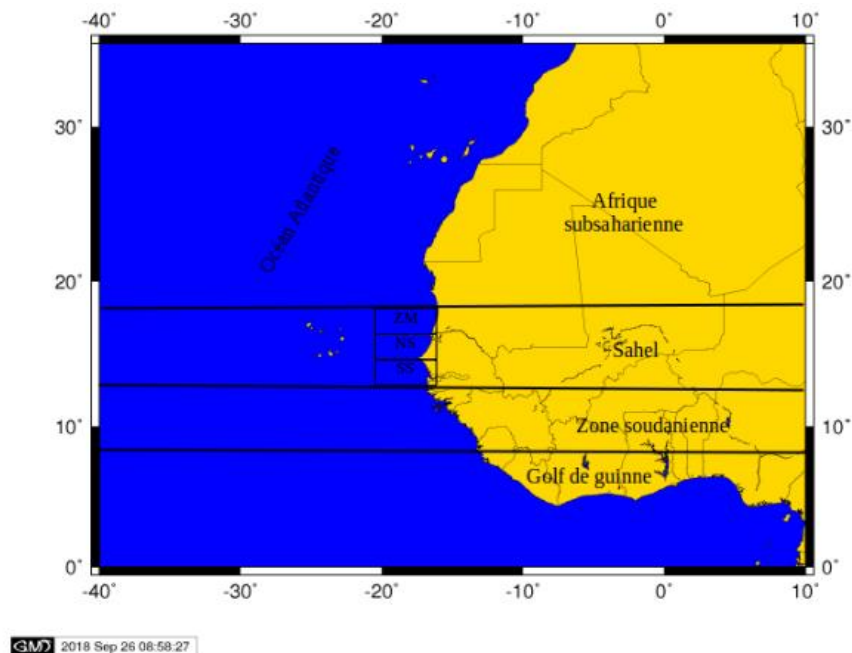 -40˚ -30˚ -20˚ -10˚ 0˚ 10˚
30˚ 30˚
Océan Atlantique
Afrique
subsaharienne
20˚ 20˚
ZM
NS
Sahel
SS
10˚ 10˚
Zone soudanienne
Golf de guinne
0˚ 0˚
-40˚ -30˚ -20˚ -10˚ 0˚ 10˚
GMD 2018 Sep 26 08:58:27